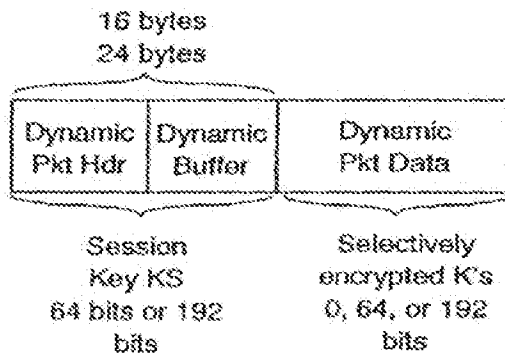 16 bytes
24 bytes
Dynamic
Pkt Hdr
Dynamic
Buffer
Dynamic
Pkt Data
Session
Key KS
64 bits or 192
bits
Selectively
encrypted K's
0, 64, or 192
bits